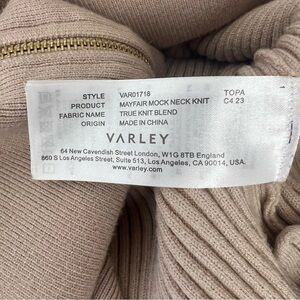 STYLE VAR01718 TOPA
PRODUCT MAYFAIR MOCK NECK KNIT C4 23
FABRIC NAME TRUE KNIT BLEND
ORIGIN MADE IN CHINA
VARLEY
64 New Cavendish Street London, W1G 8TB England
860 S Los Angeles Street, Suite 513, Los Angeles, CA 90014, USA.
www.varley.com